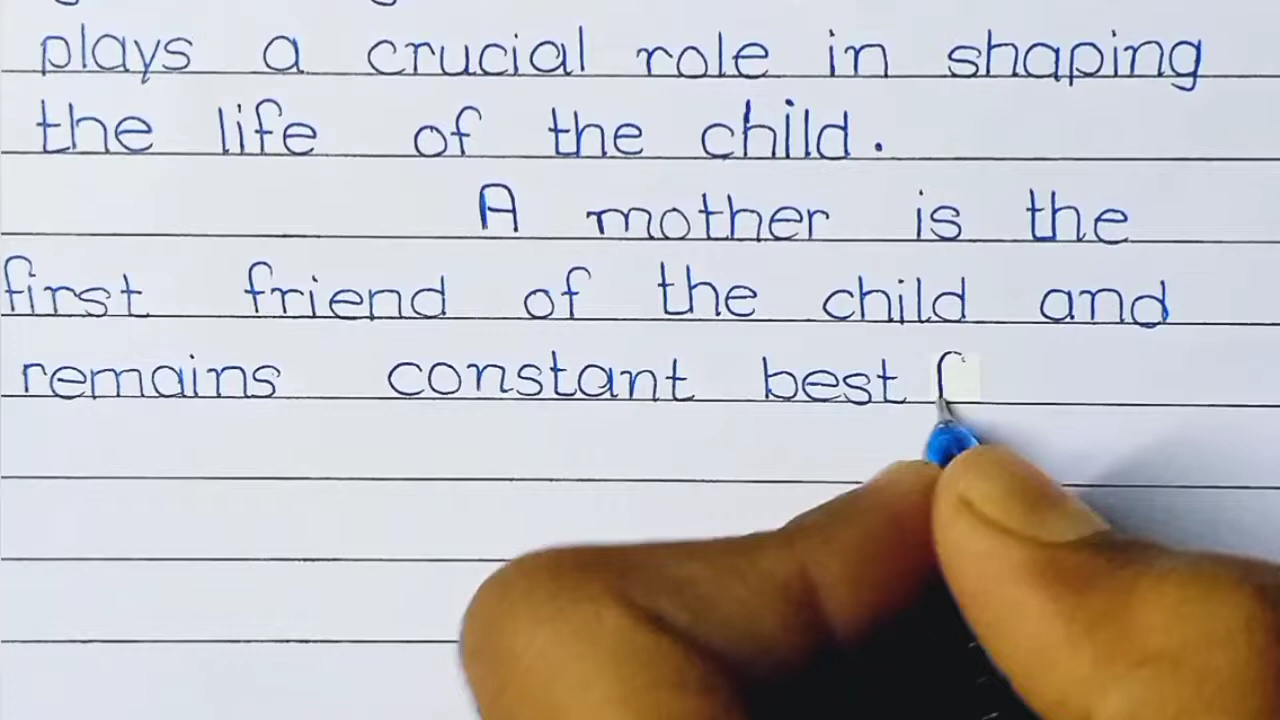 plays a crucial role in shaping
the life of the child.
A mother is the
first friend of the child and
remains constant best